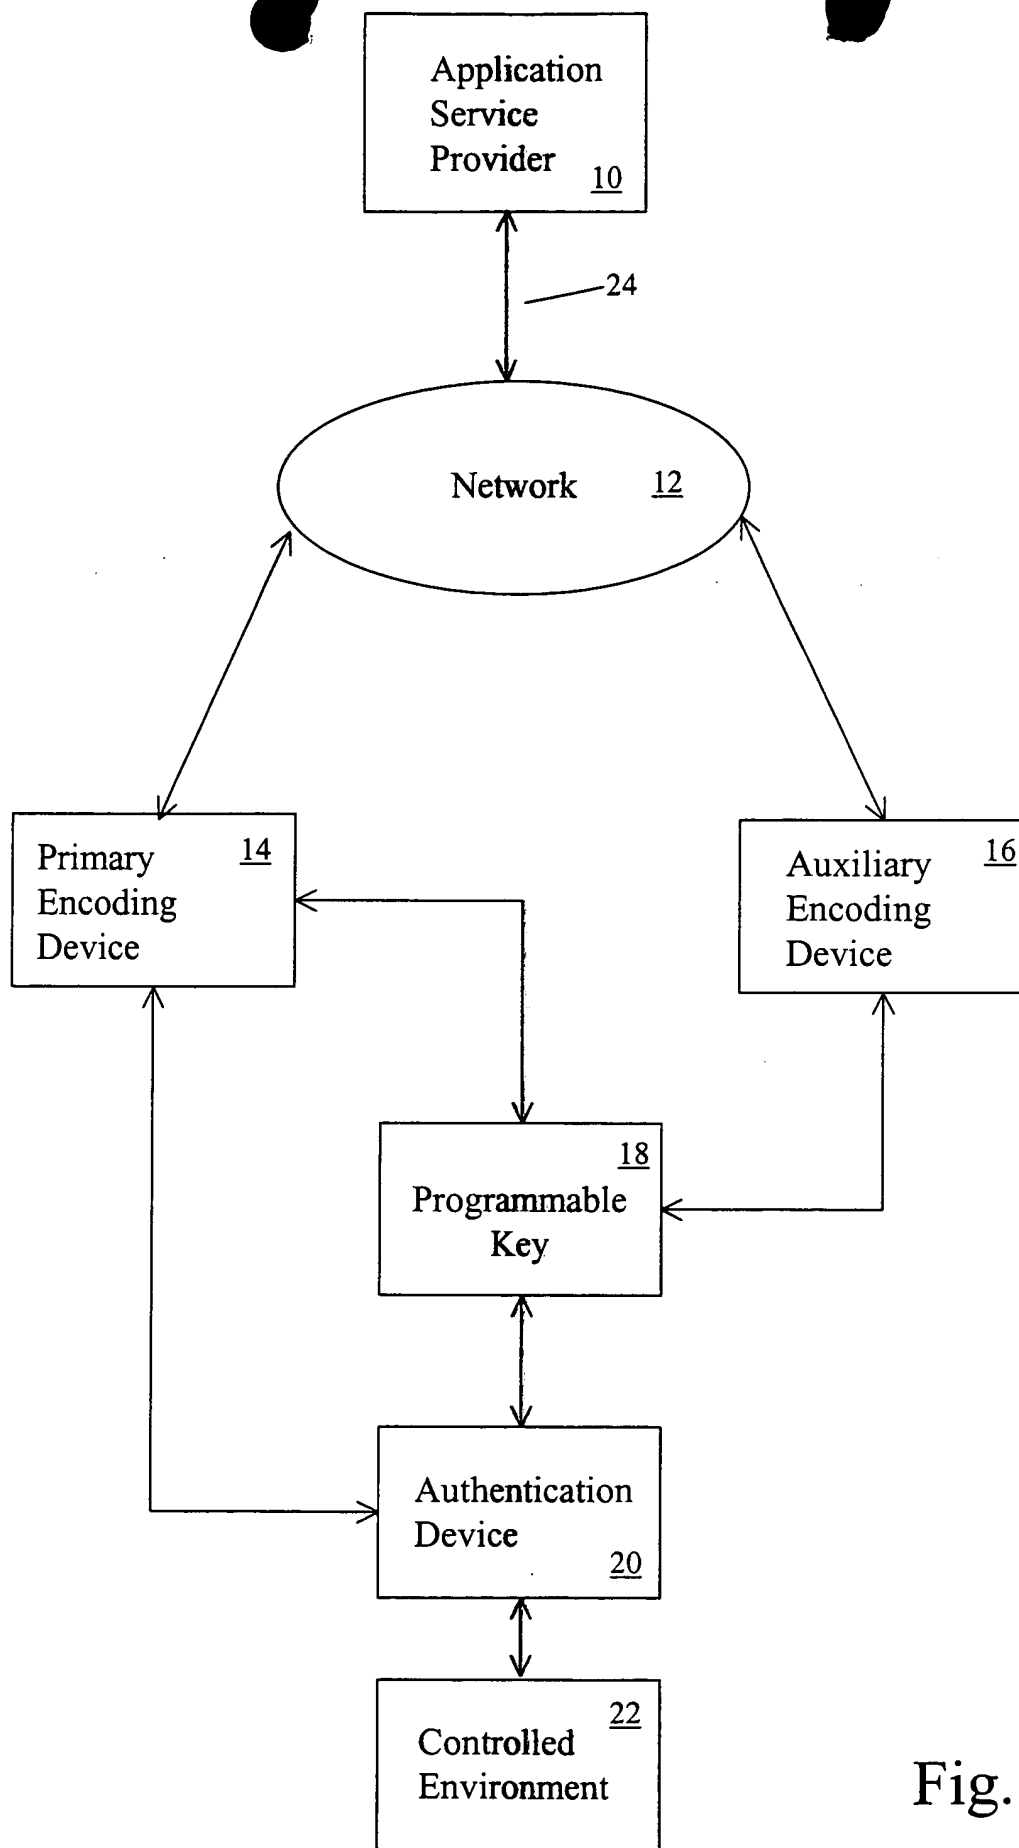 Application
Service
Provider
10
24
Network 12
Primary
Encoding
Device
14
Auxiliary
Encoding
Device
16
18
Programmable
Key
Authentication
Device
20
22
Controlled
Environment
Fig.